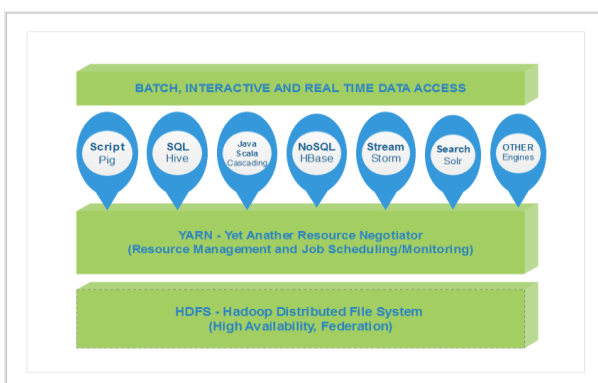 BATCH, INTERACTIVE AND REAL TIME DATA ACCESS
Script
Pig
SQL
Hive
Java
Scala
Cascading
NoSQL
HBase
Stream
Storm
Search
Solr
OTHER
Engines
YARN - Yet Anather Resource Negotiator
(Resource Management and Job Scheduling/Monitoring)
HDFS - Hadoop Distributed File System
(High Availability, Federation)